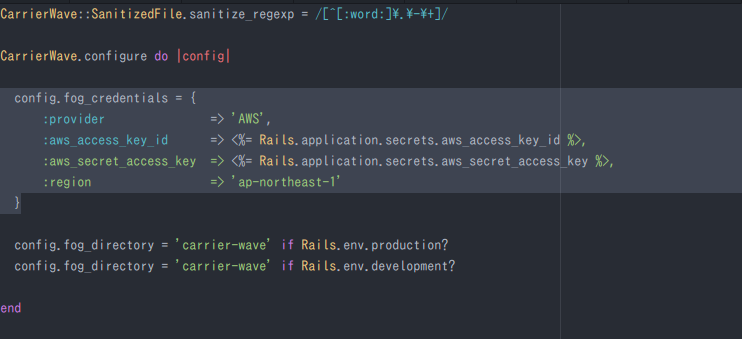 CarrierWave::SanitizedFile.sanitize_regexp = /[^[:word:]¥.¥-¥+]/
CarrierWave.configure do |config|
config.fog_credentials = {
:provider => 'AWS',
:aws_access_key_id => <%= Rails.application.secrets.aws_access_key_id %>,
:aws_secret_access_key => <%= Rails.application.secrets.aws_secret_access_key %>,
:region => 'ap-northeast-1'
}
config.fog_directory = 'carrier-wave' if Rails.env.production?
config.fog_directory = 'carrier-wave' if Rails.env.development?
end